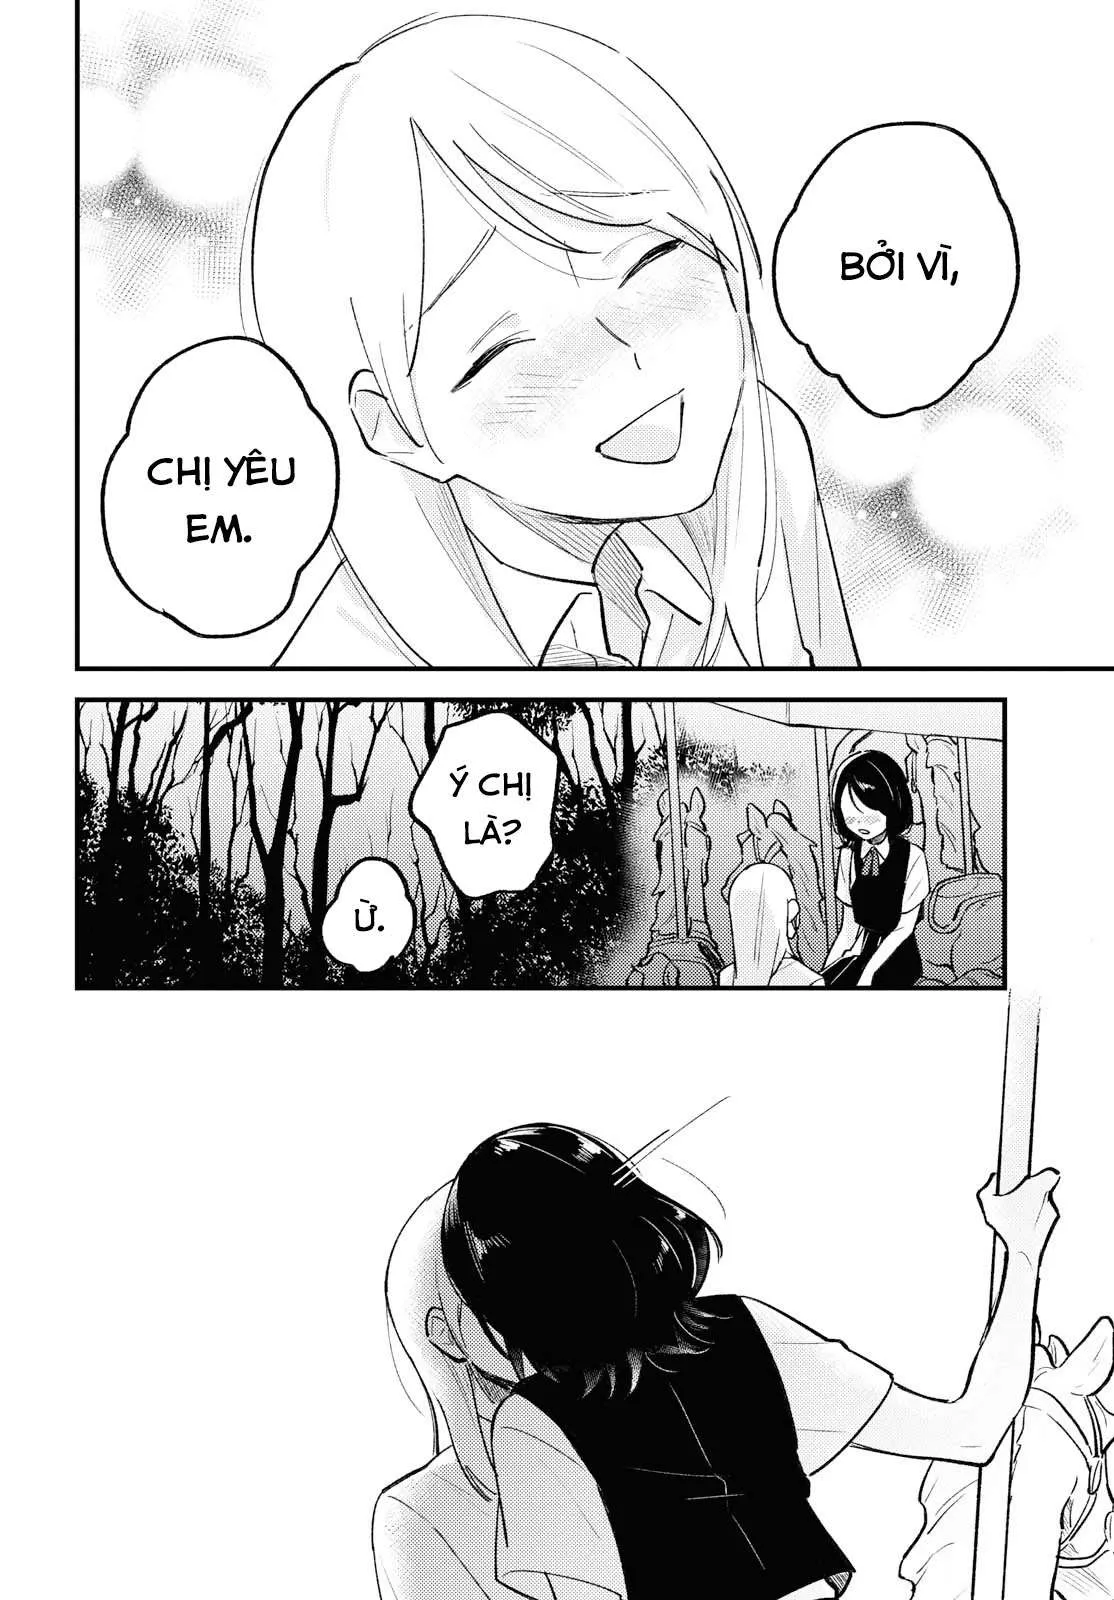 BỞI VÌ,
CHỊ YÊU
EM.
Ý CHỊ
LÀ?
Ừ.